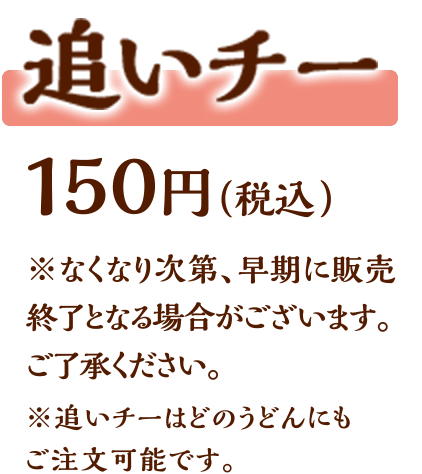 追いチー
150円(税込)
※なくなり次第、早期に販売
終了となる場合がございます。
ご了承ください。
※追いチーはどのうどんにも
ご注文可能です。